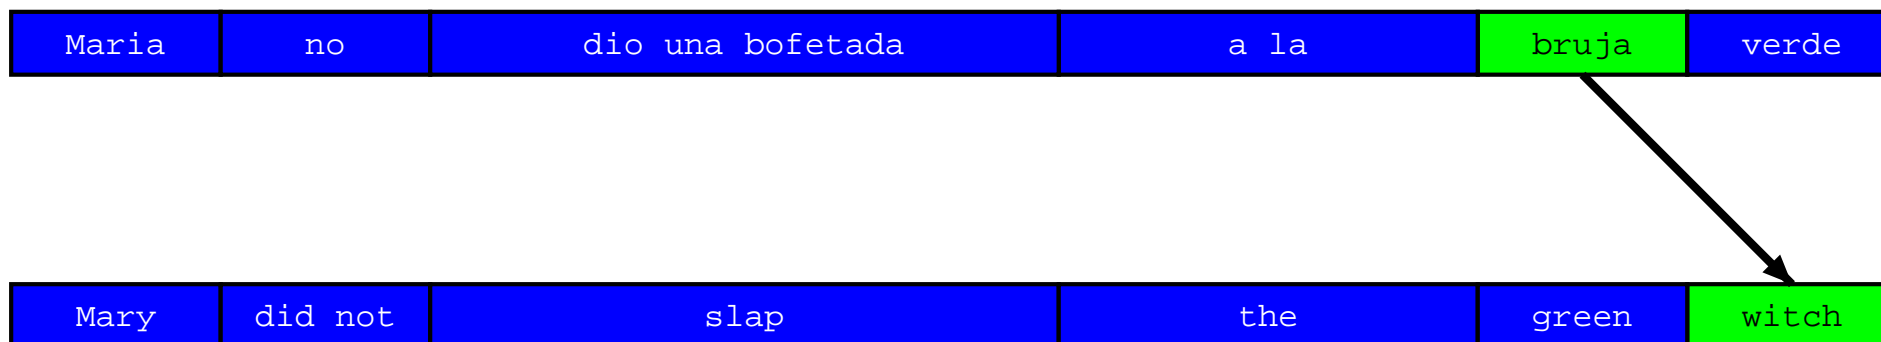 Maria no dio una bofetada a la bruja verde
Mary did not slap the green witch